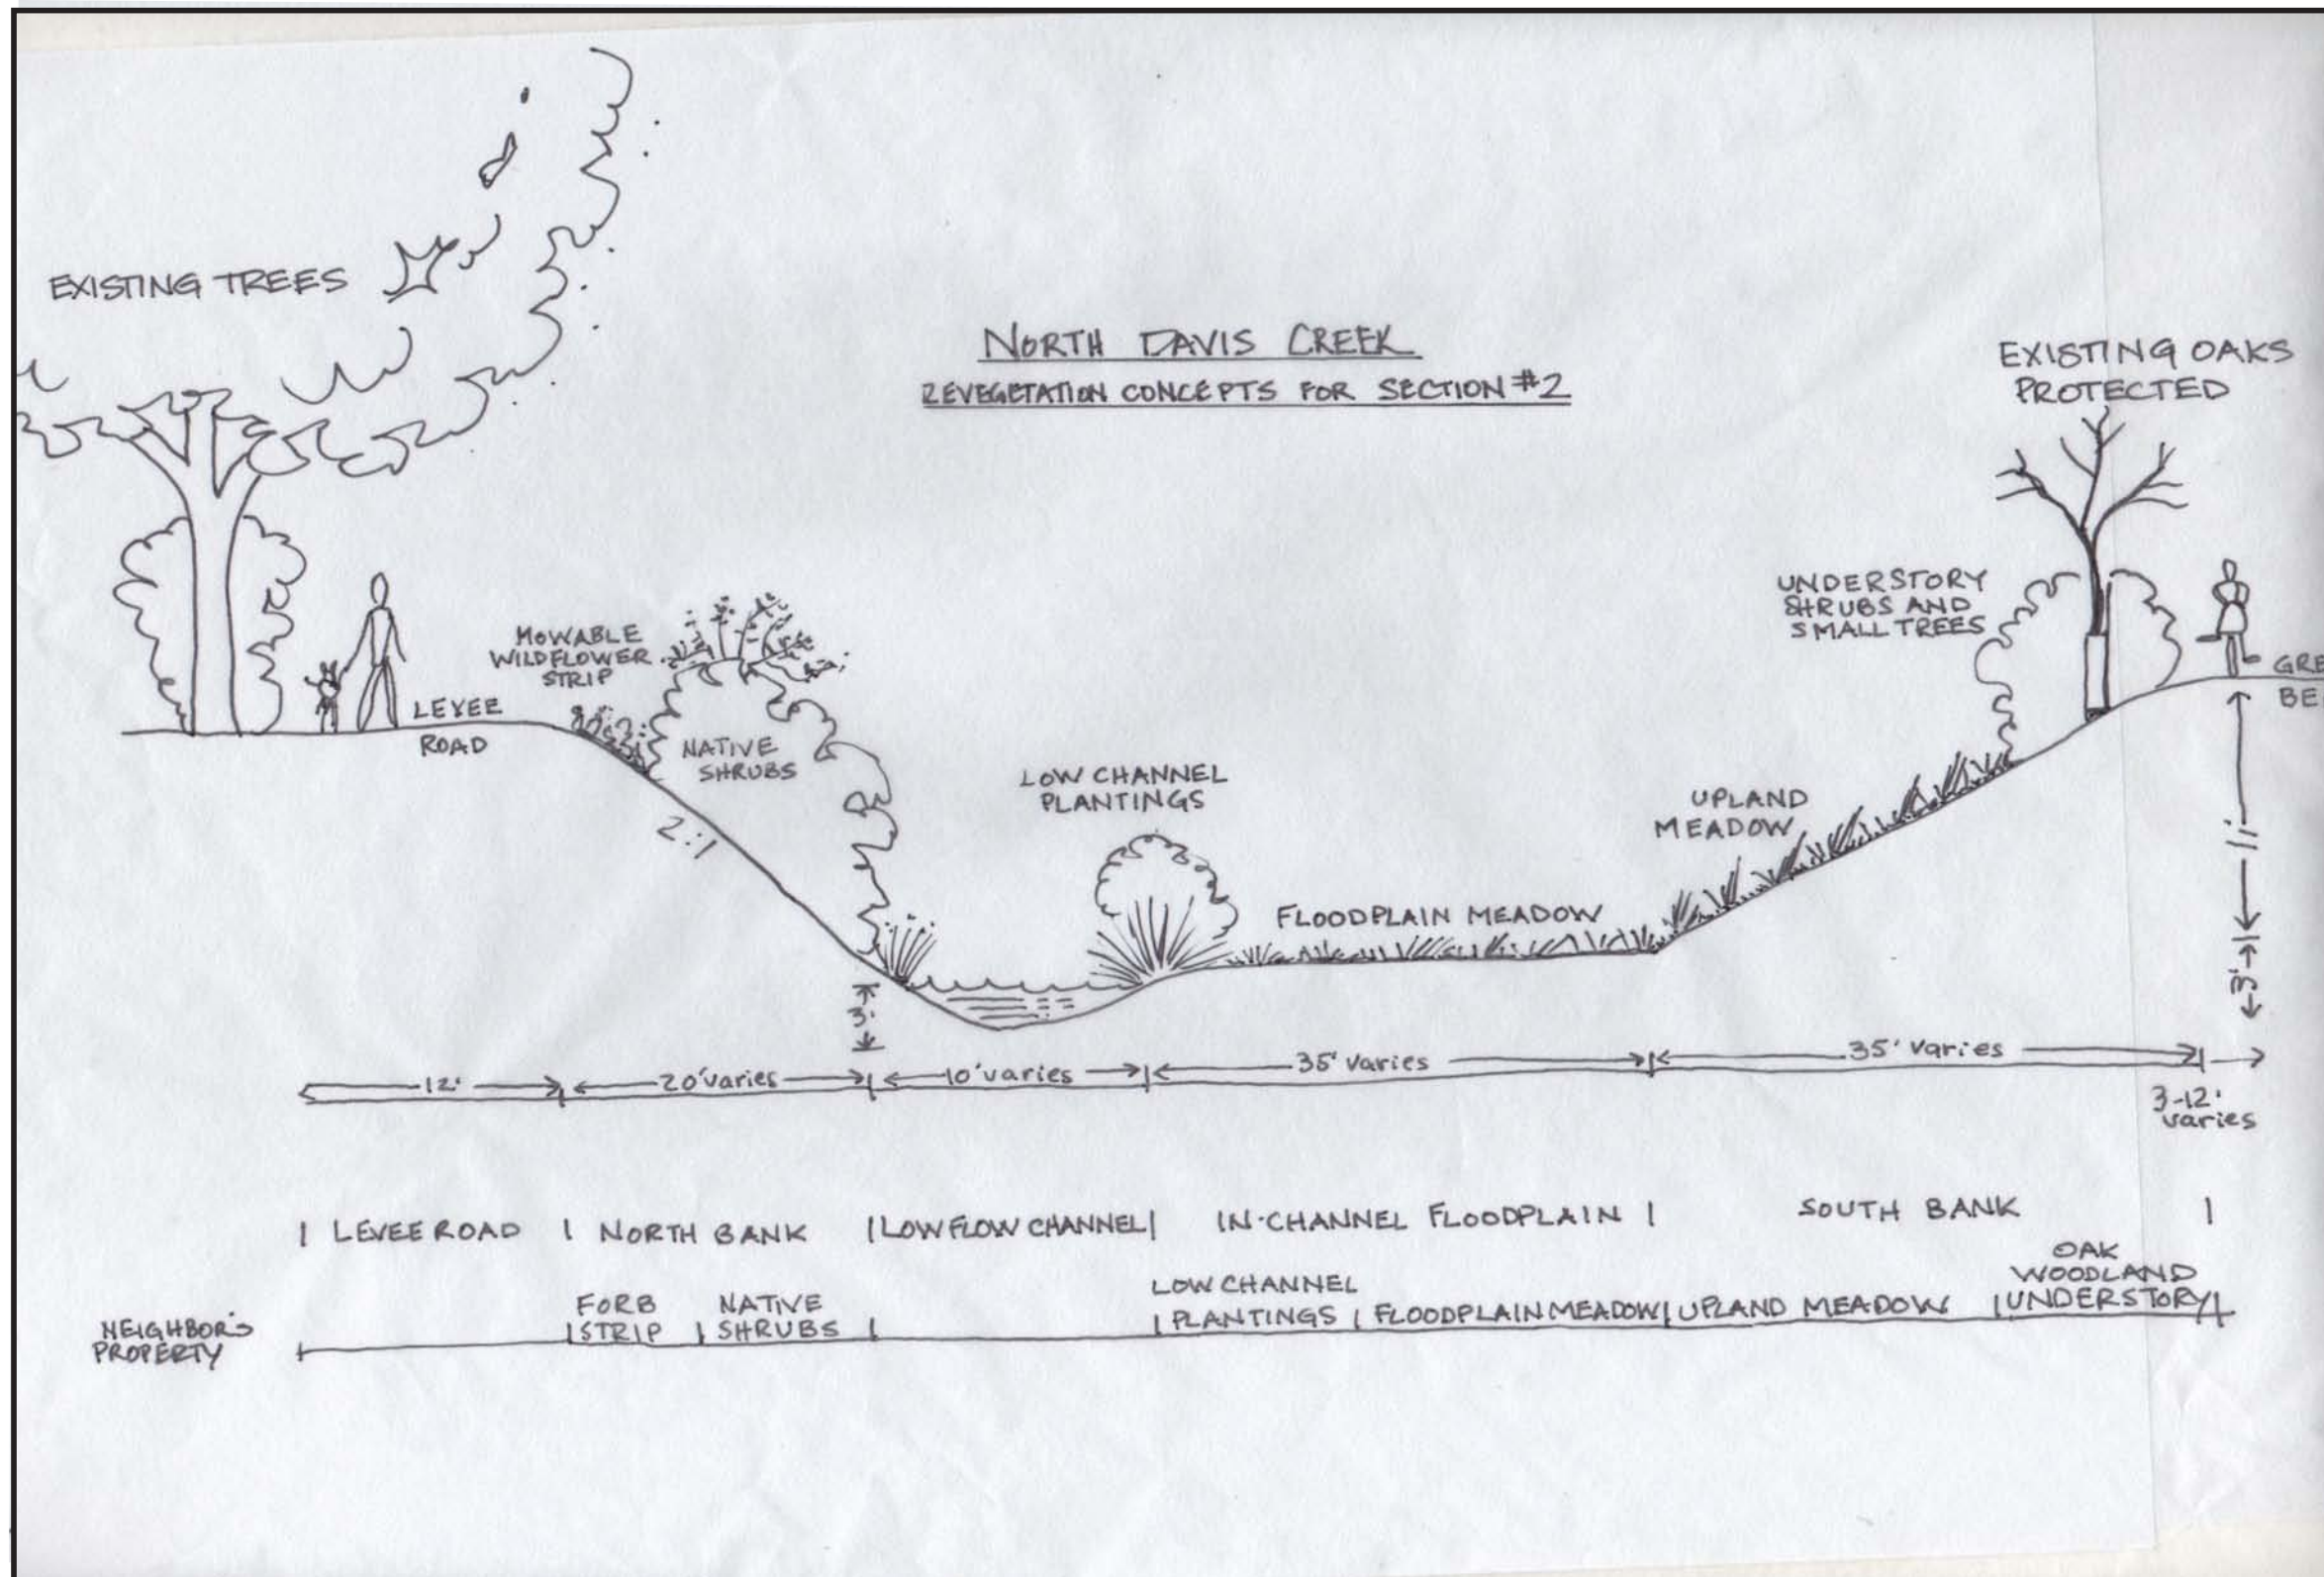 EXISTING TREES
NORTH DAVIS CREEK
REVEGETATION CONCEPTS FOR SECTION #2
EXISTING OAKS
PROTECTED
UNDERSTORY
SHRUBS AND
SMALL TREES
MOWABLE
WILDFLOWER
STRIP
LEVEE
ROAD
NATIVE
SHRUBS
2:1
LOW CHANNEL
PLANTINGS
UPLAND
MEADOW
FLOODPLAIN MEADOW
GRE
BE
11'
3'
3'
12' 20' varies 10' varies 35' varies 35' varies
3-12'
varies
LEVEE ROAD NORTH BANK LOW FLOW CHANNEL IN-CHANNEL FLOODPLAIN SOUTH BANK
FORB
STRIP
NATIVE
SHRUBS
LOW CHANNEL
PLANTINGS
FLOODPLAIN MEADOW
UPLAND MEADOW
OAK
WOODLAND
UNDERSTORY
NEIGHBOR'S
PROPERTY